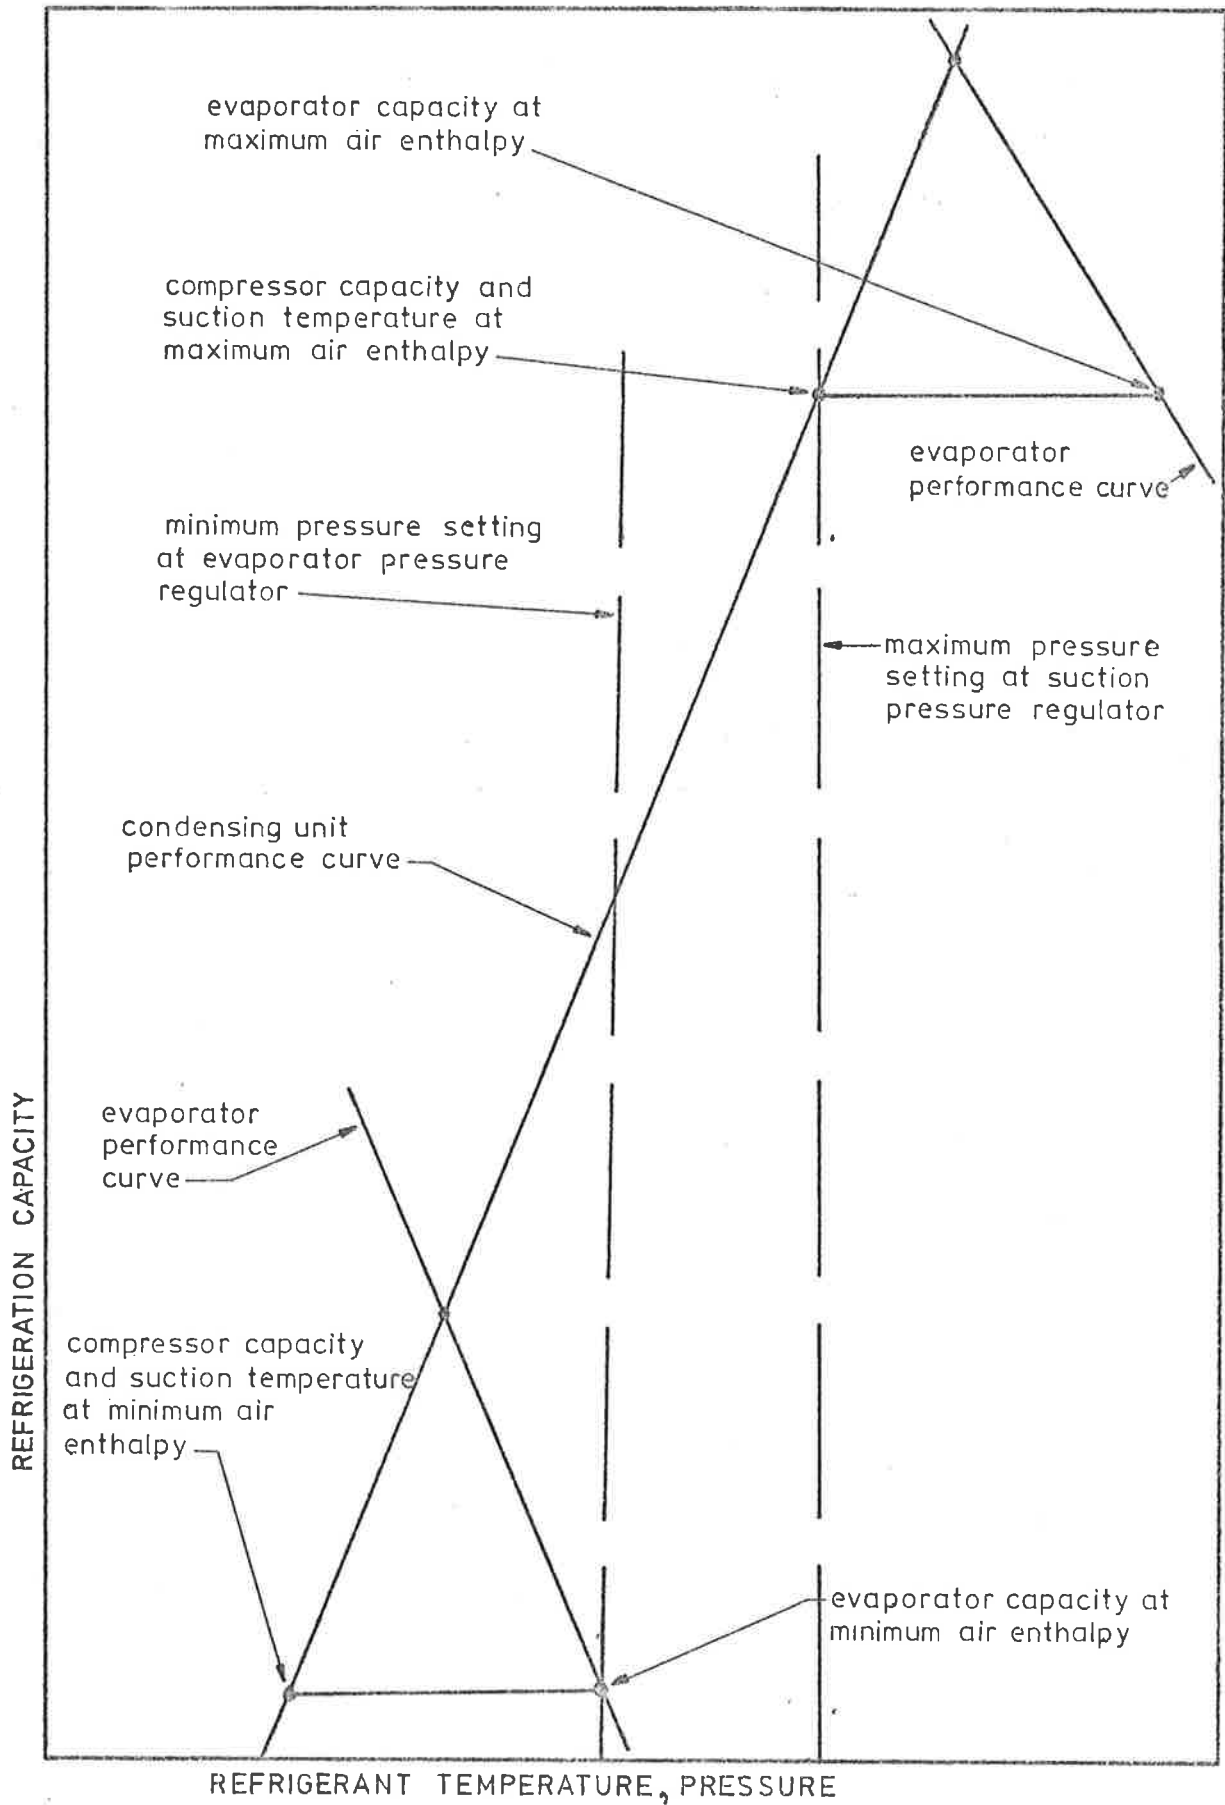 evaporator capacity at
maximum air enthalpy
compressor capacity and
suction temperature at
maximum air enthalpy
evaporator
performance curve
minimum pressure setting
at evaporator pressure
regulator
maximum pressure
setting at suction
pressure regulator
condensing unit
performance curve
evaporator
performance
curve
compressor capacity
and suction temperature
at minimum air
enthalpy
evaporator capacity at
minimum air enthalpy
REFRIGERATION CAPACITY
REFRIGERANT TEMPERATURE, PRESSURE